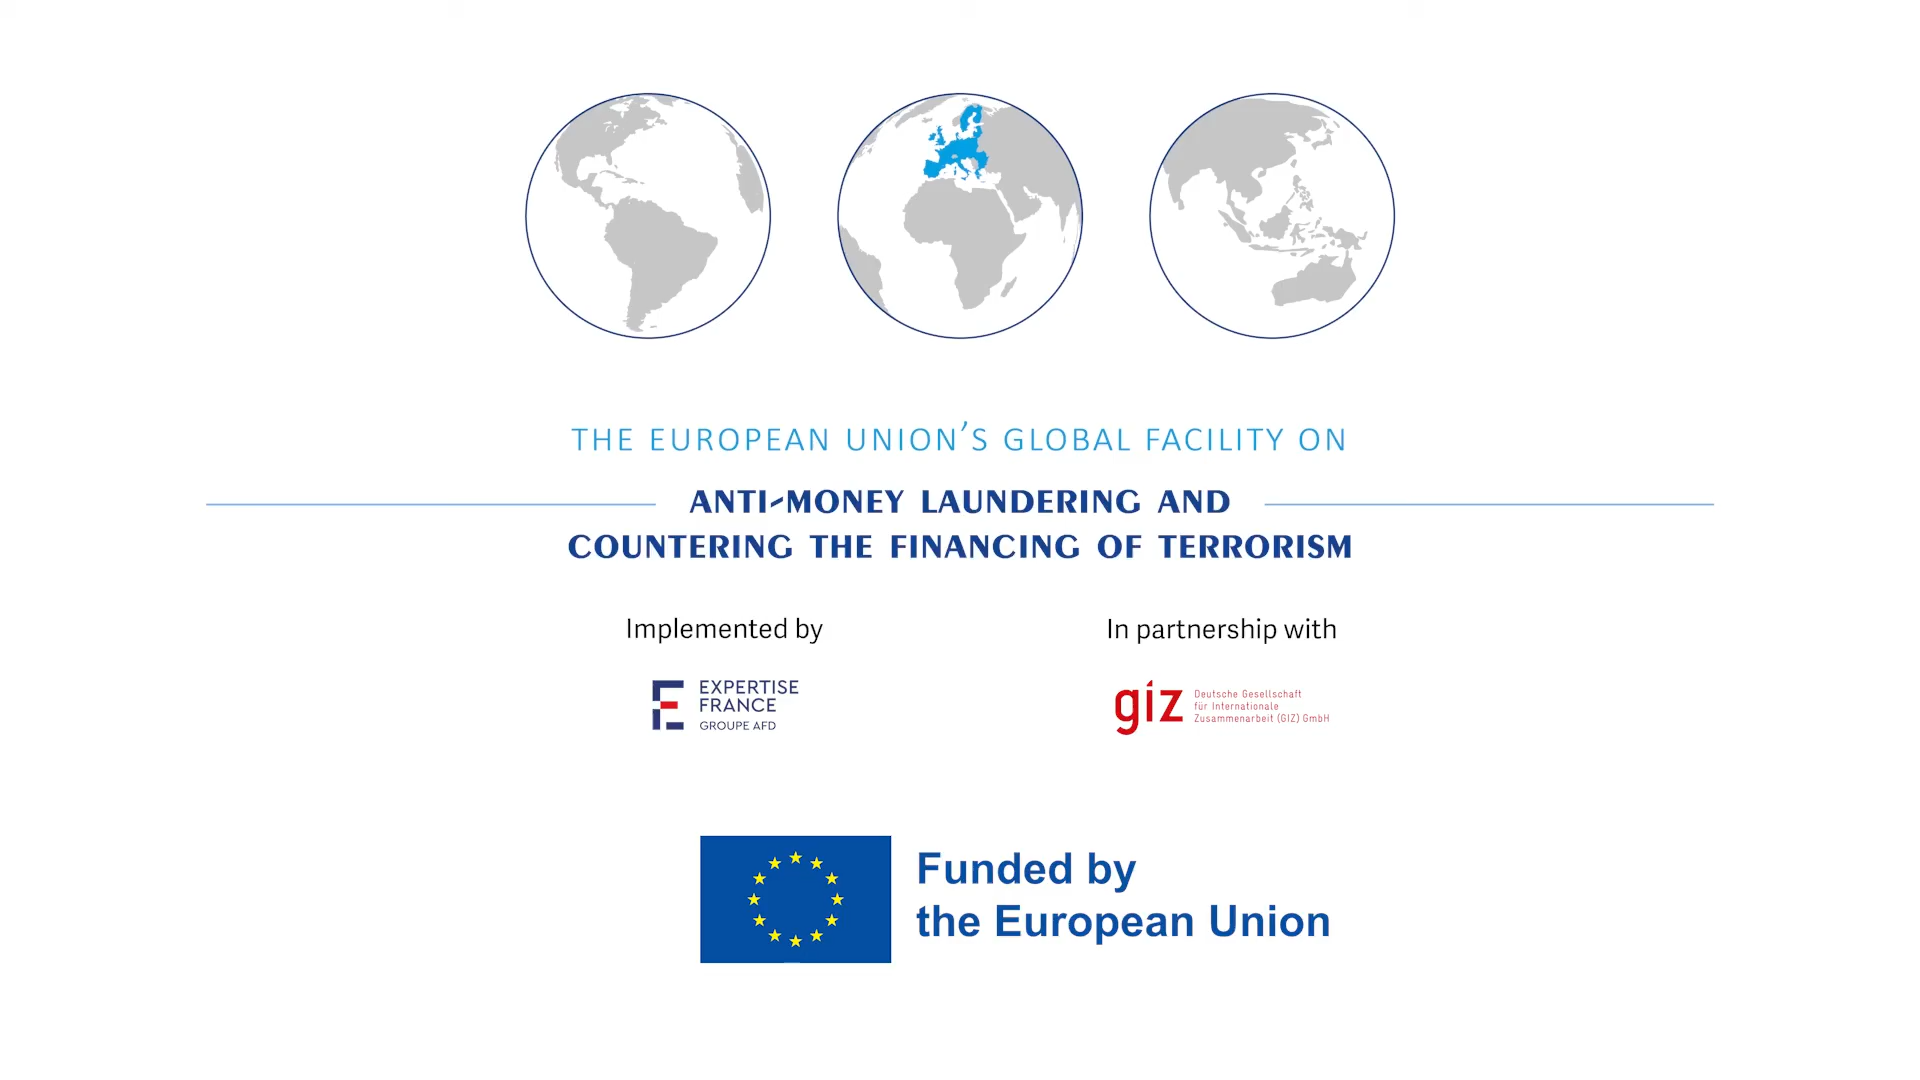 THE EUROPEAN UNION’S GLOBAL FACILITY ON
ANTI-MONEY LAUNDERING AND
COUNTERING THE FINANCING OF TERRORISM
Implemented by
EXPERTISE
FRANCE
GROUPE AFD
In partnership with
giz
Deutsche Gesellschaft
für Internationale
Zusammenarbeit (GIZ) GmbH
Funded by
the European Union